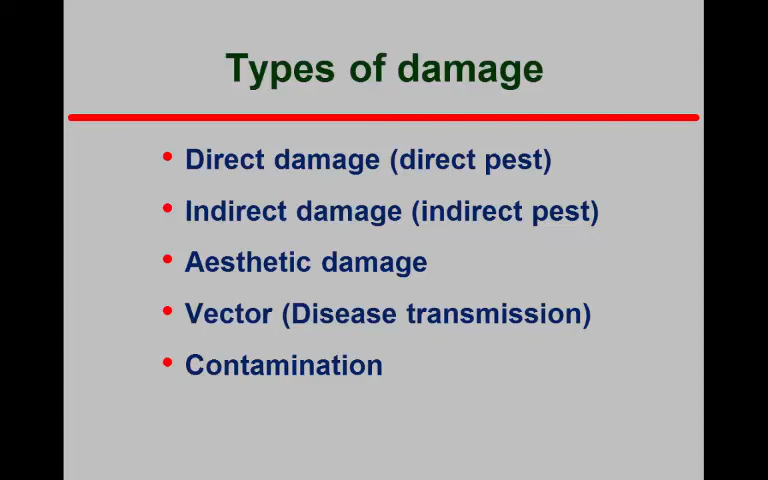 Types of damage
• Direct damage (direct pest)
• Indirect damage (indirect pest)
• Aesthetic damage
• Vector (Disease transmission)
• Contamination